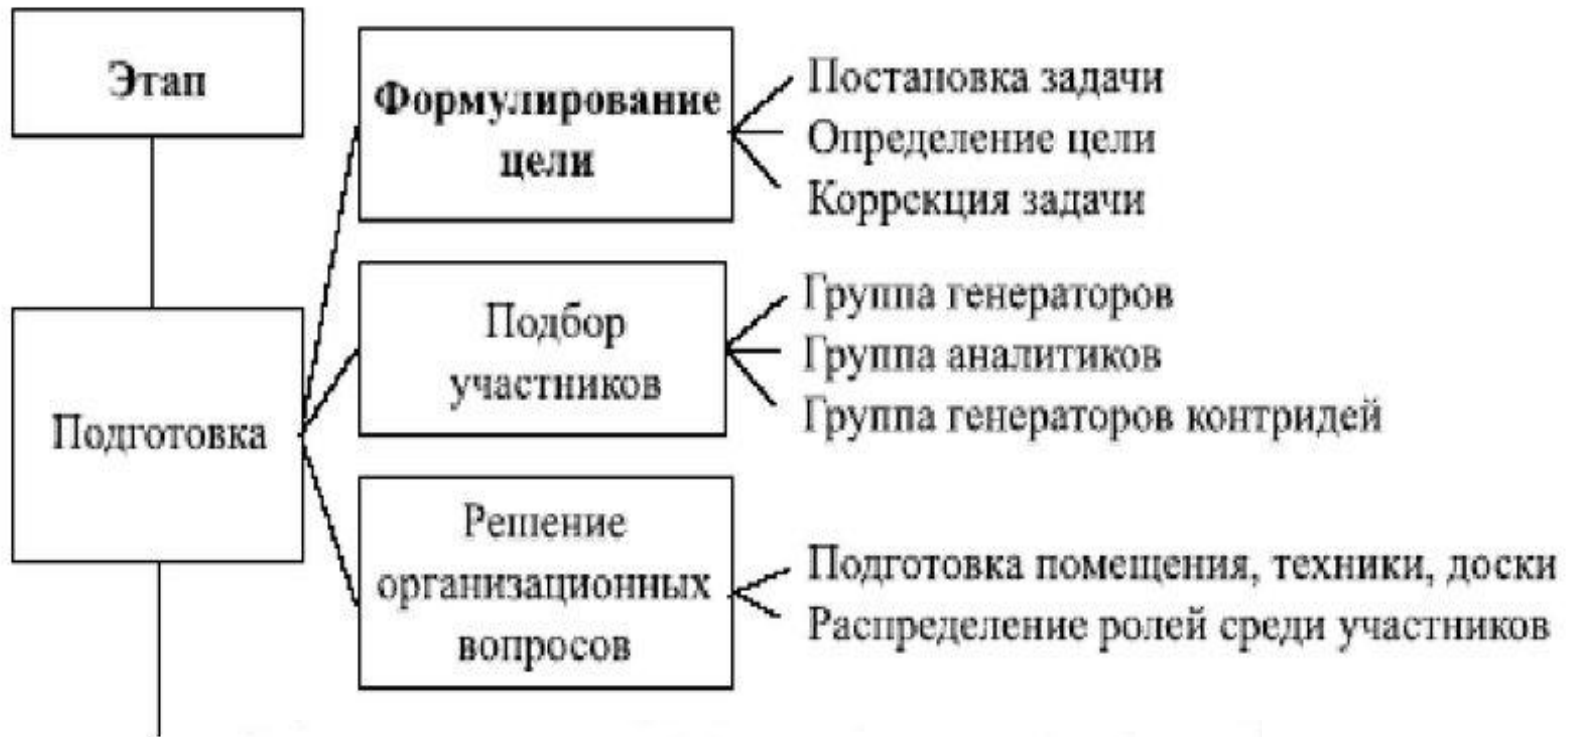 Этап
Формулирование
цели
Постановка задачи
Определение цели
Коррекция задачи
Подготовка
Подбор
участников
Группа генераторов
Группа аналитиков
Группа генераторов контридей
Решение
организационных
вопросов
Подготовка помещения, техники, доски
Распределение ролей среди участников